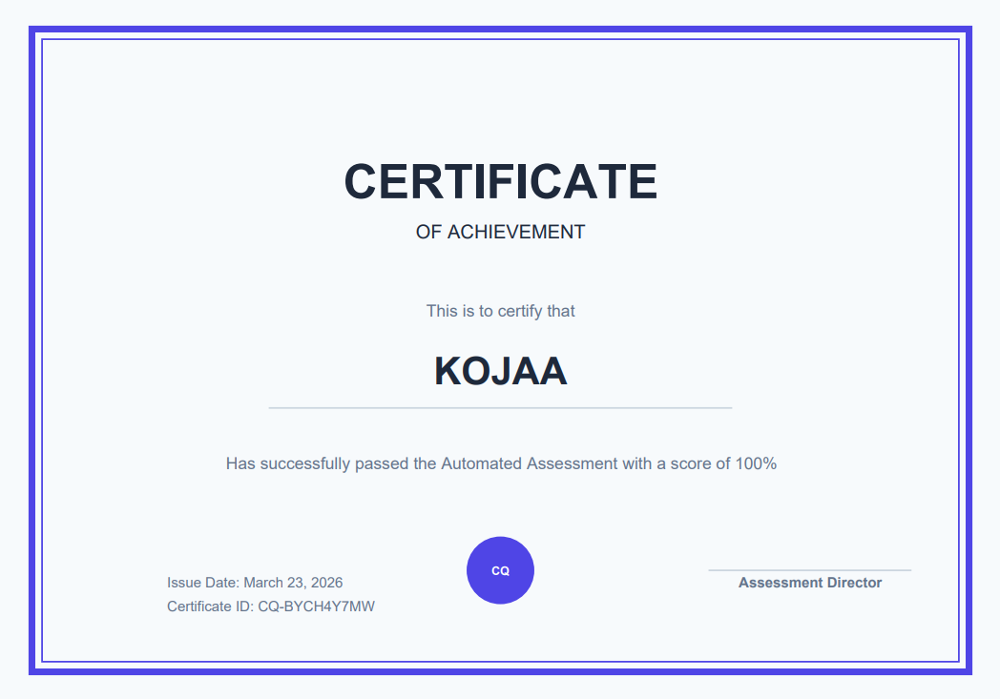 CERTIFICATE
OF ACHIEVEMENT
This is to certify that
KOJAA
Has successfully passed the Automated Assessment with a score of 100%
CQ
Issue Date: March 23, 2026
Certificate ID: CQ-BYCH4Y7MW
Assessment Director